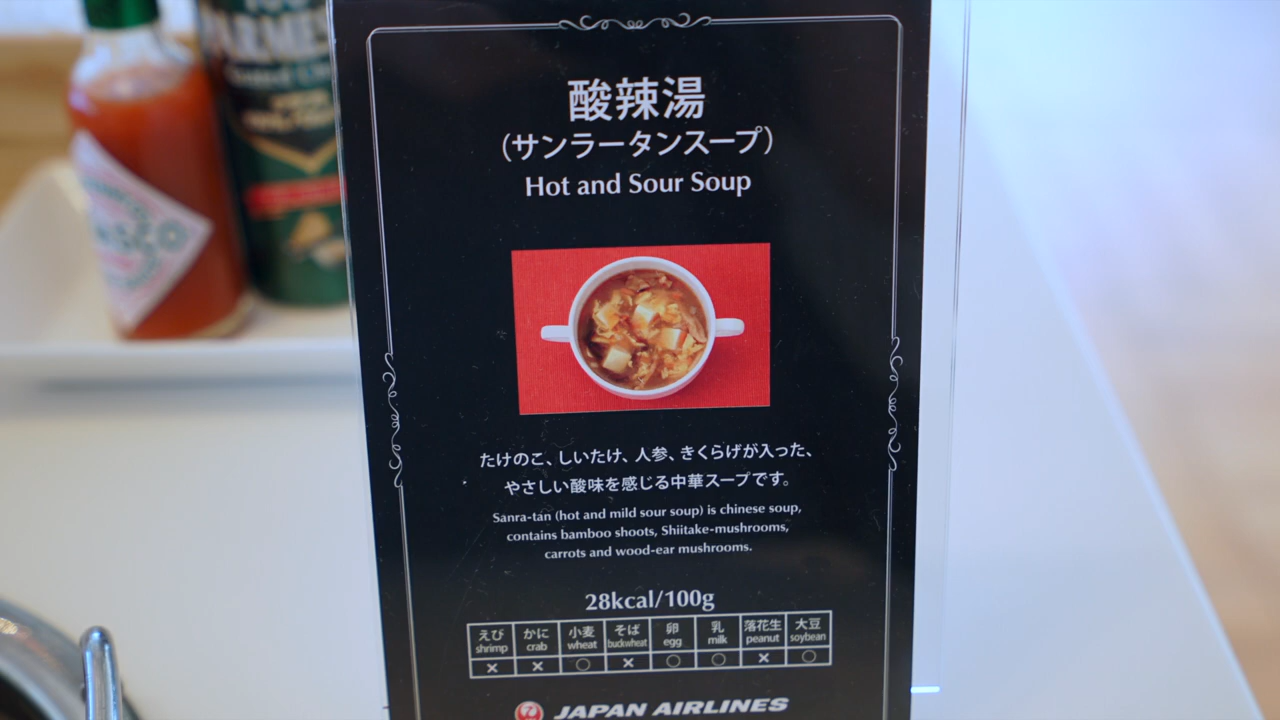 酸辣湯
(サンラータンスープ)
Hot and Sour Soup
たけのこ、しいたけ、人参、きくらげが入った、
やさしい酸味を感じる中華スープです。
Sanra-tan (hot and mild sour soup) is chinese soup,
contains bamboo shoots, Shiitake-mushrooms,
carrots and wood-ear mushrooms.
28kcal/100g
えび かに 小麦 そば 卵 乳 落花生 大豆
shrimp crab wheat buckwheat egg milk peanut soybean
× × ○ × ○ ○ × ○
JAPAN AIRLINES